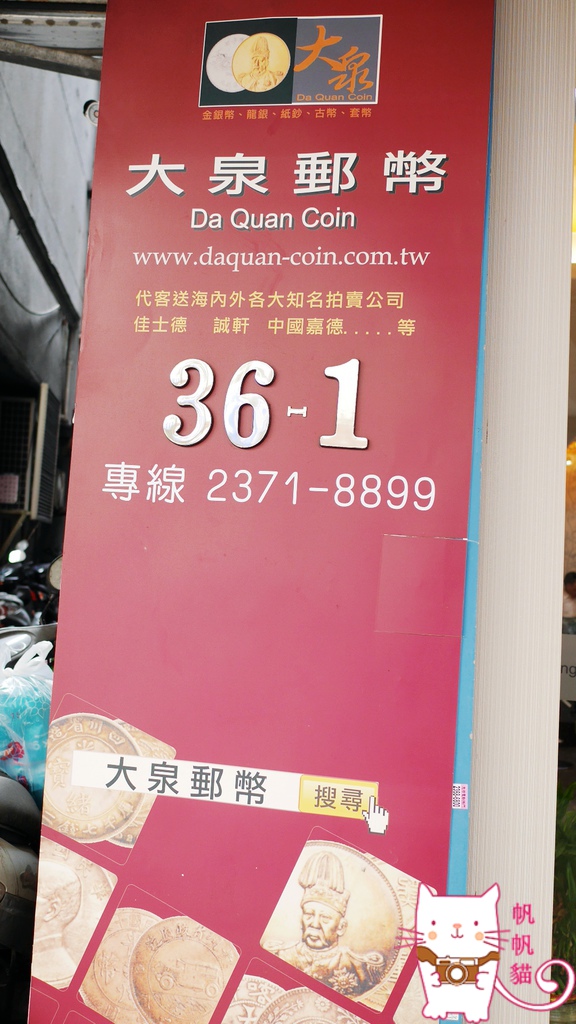 大泉
Da Quan Coin
金銀幣、龍銀、紙鈔、古幣、套幣
大泉郵幣
Da Quan Coin
www.daquan-coin.com.tw
代客送海內外各大知名拍賣公司
佳士德 誠軒 中國嘉德.....等
36-1
專線 2371-8899
大泉郵幣 搜尋
帆帆貓